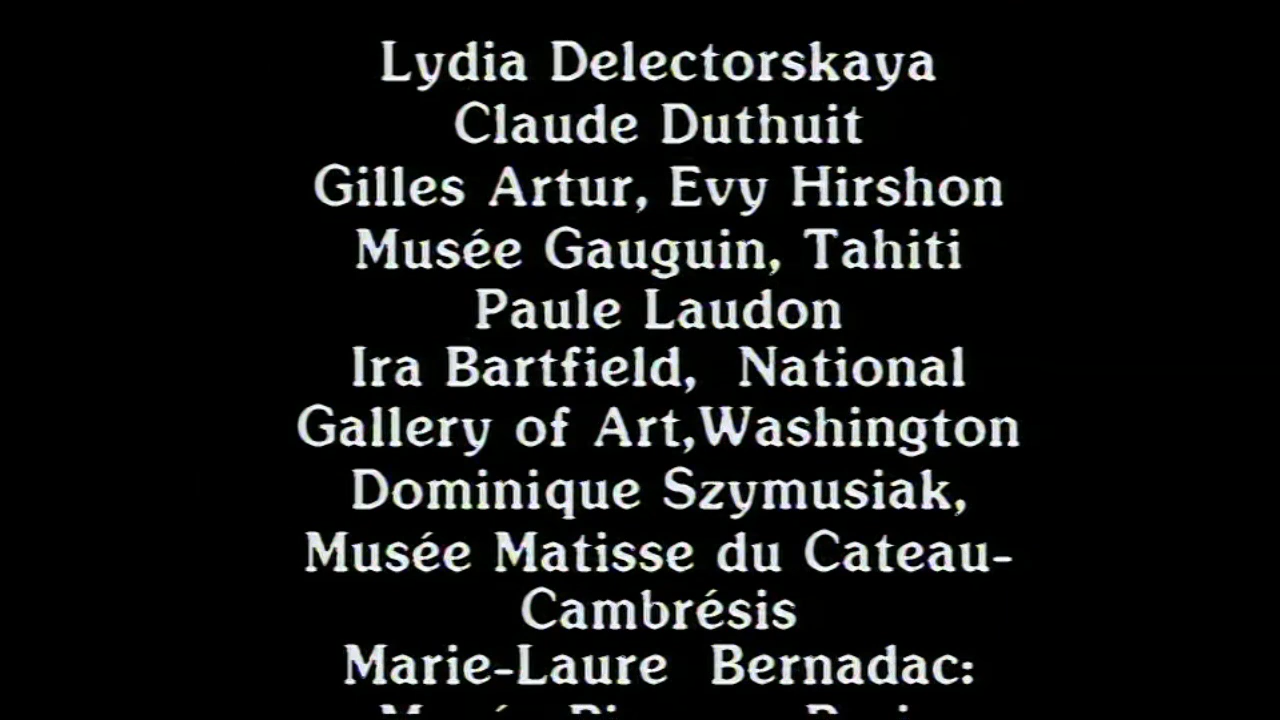 Lydia Delectorskaya
Claude Duthuit
Gilles Artur, Evy Hirshon
Musée Gauguin, Tahiti
Paule Laudon
Ira Bartfield,  National
Gallery of Art,Washington
Dominique Szymusiak,
Musée Matisse du Cateau-
Cambrésis
Marie-Laure  Bernadac: